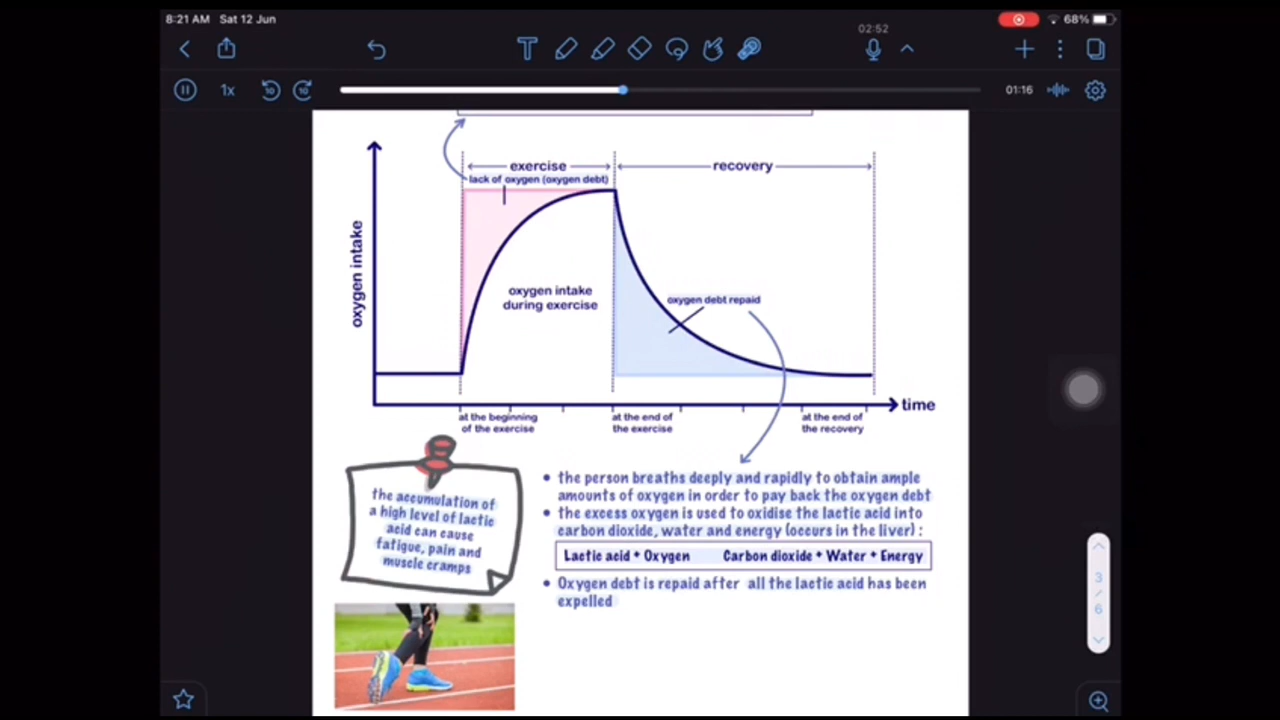 8:21 AM Sat 12 Jun
68%
02:52
T
1x
10
10
01:16
exercise
recovery
lack of oxygen (oxygen debt)
oxygen intake
oxygen intake
during exercise
oxygen debt repaid
time
at the beginning
of the exercise
at the end of
the exercise
at the end of
the recovery
the accumulation of
a high level of lactic
acid can cause
fatigue, pain and
muscle cramps
• the person breaths deeply and rapidly to obtain ample
amounts of oxygen in order to pay back the oxygen debt
• the excess oxygen is used to oxidise the lactic acid into
carbon dioxide, water and energy (occurs in the liver) :
Lactic acid + Oxygen Carbon dioxide + Water + Energy
• Oxygen debt is repaid after all the lactic acid has been
expelled
3
/
6